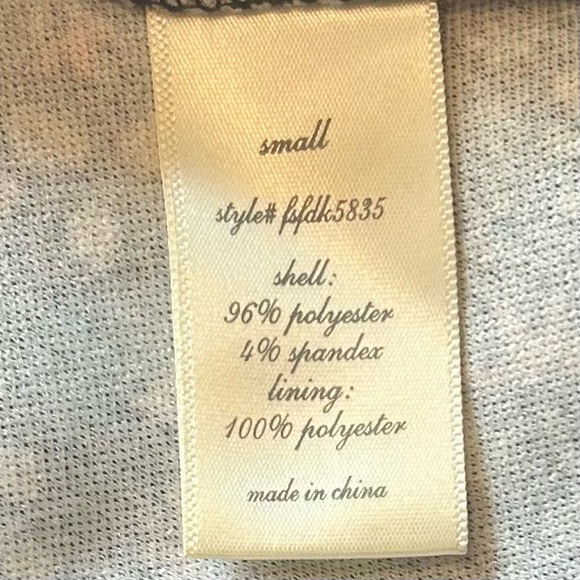 small
style# fsfdk5835
shell:
96% polyester
4% spandex
lining:
100% polyester
made in china